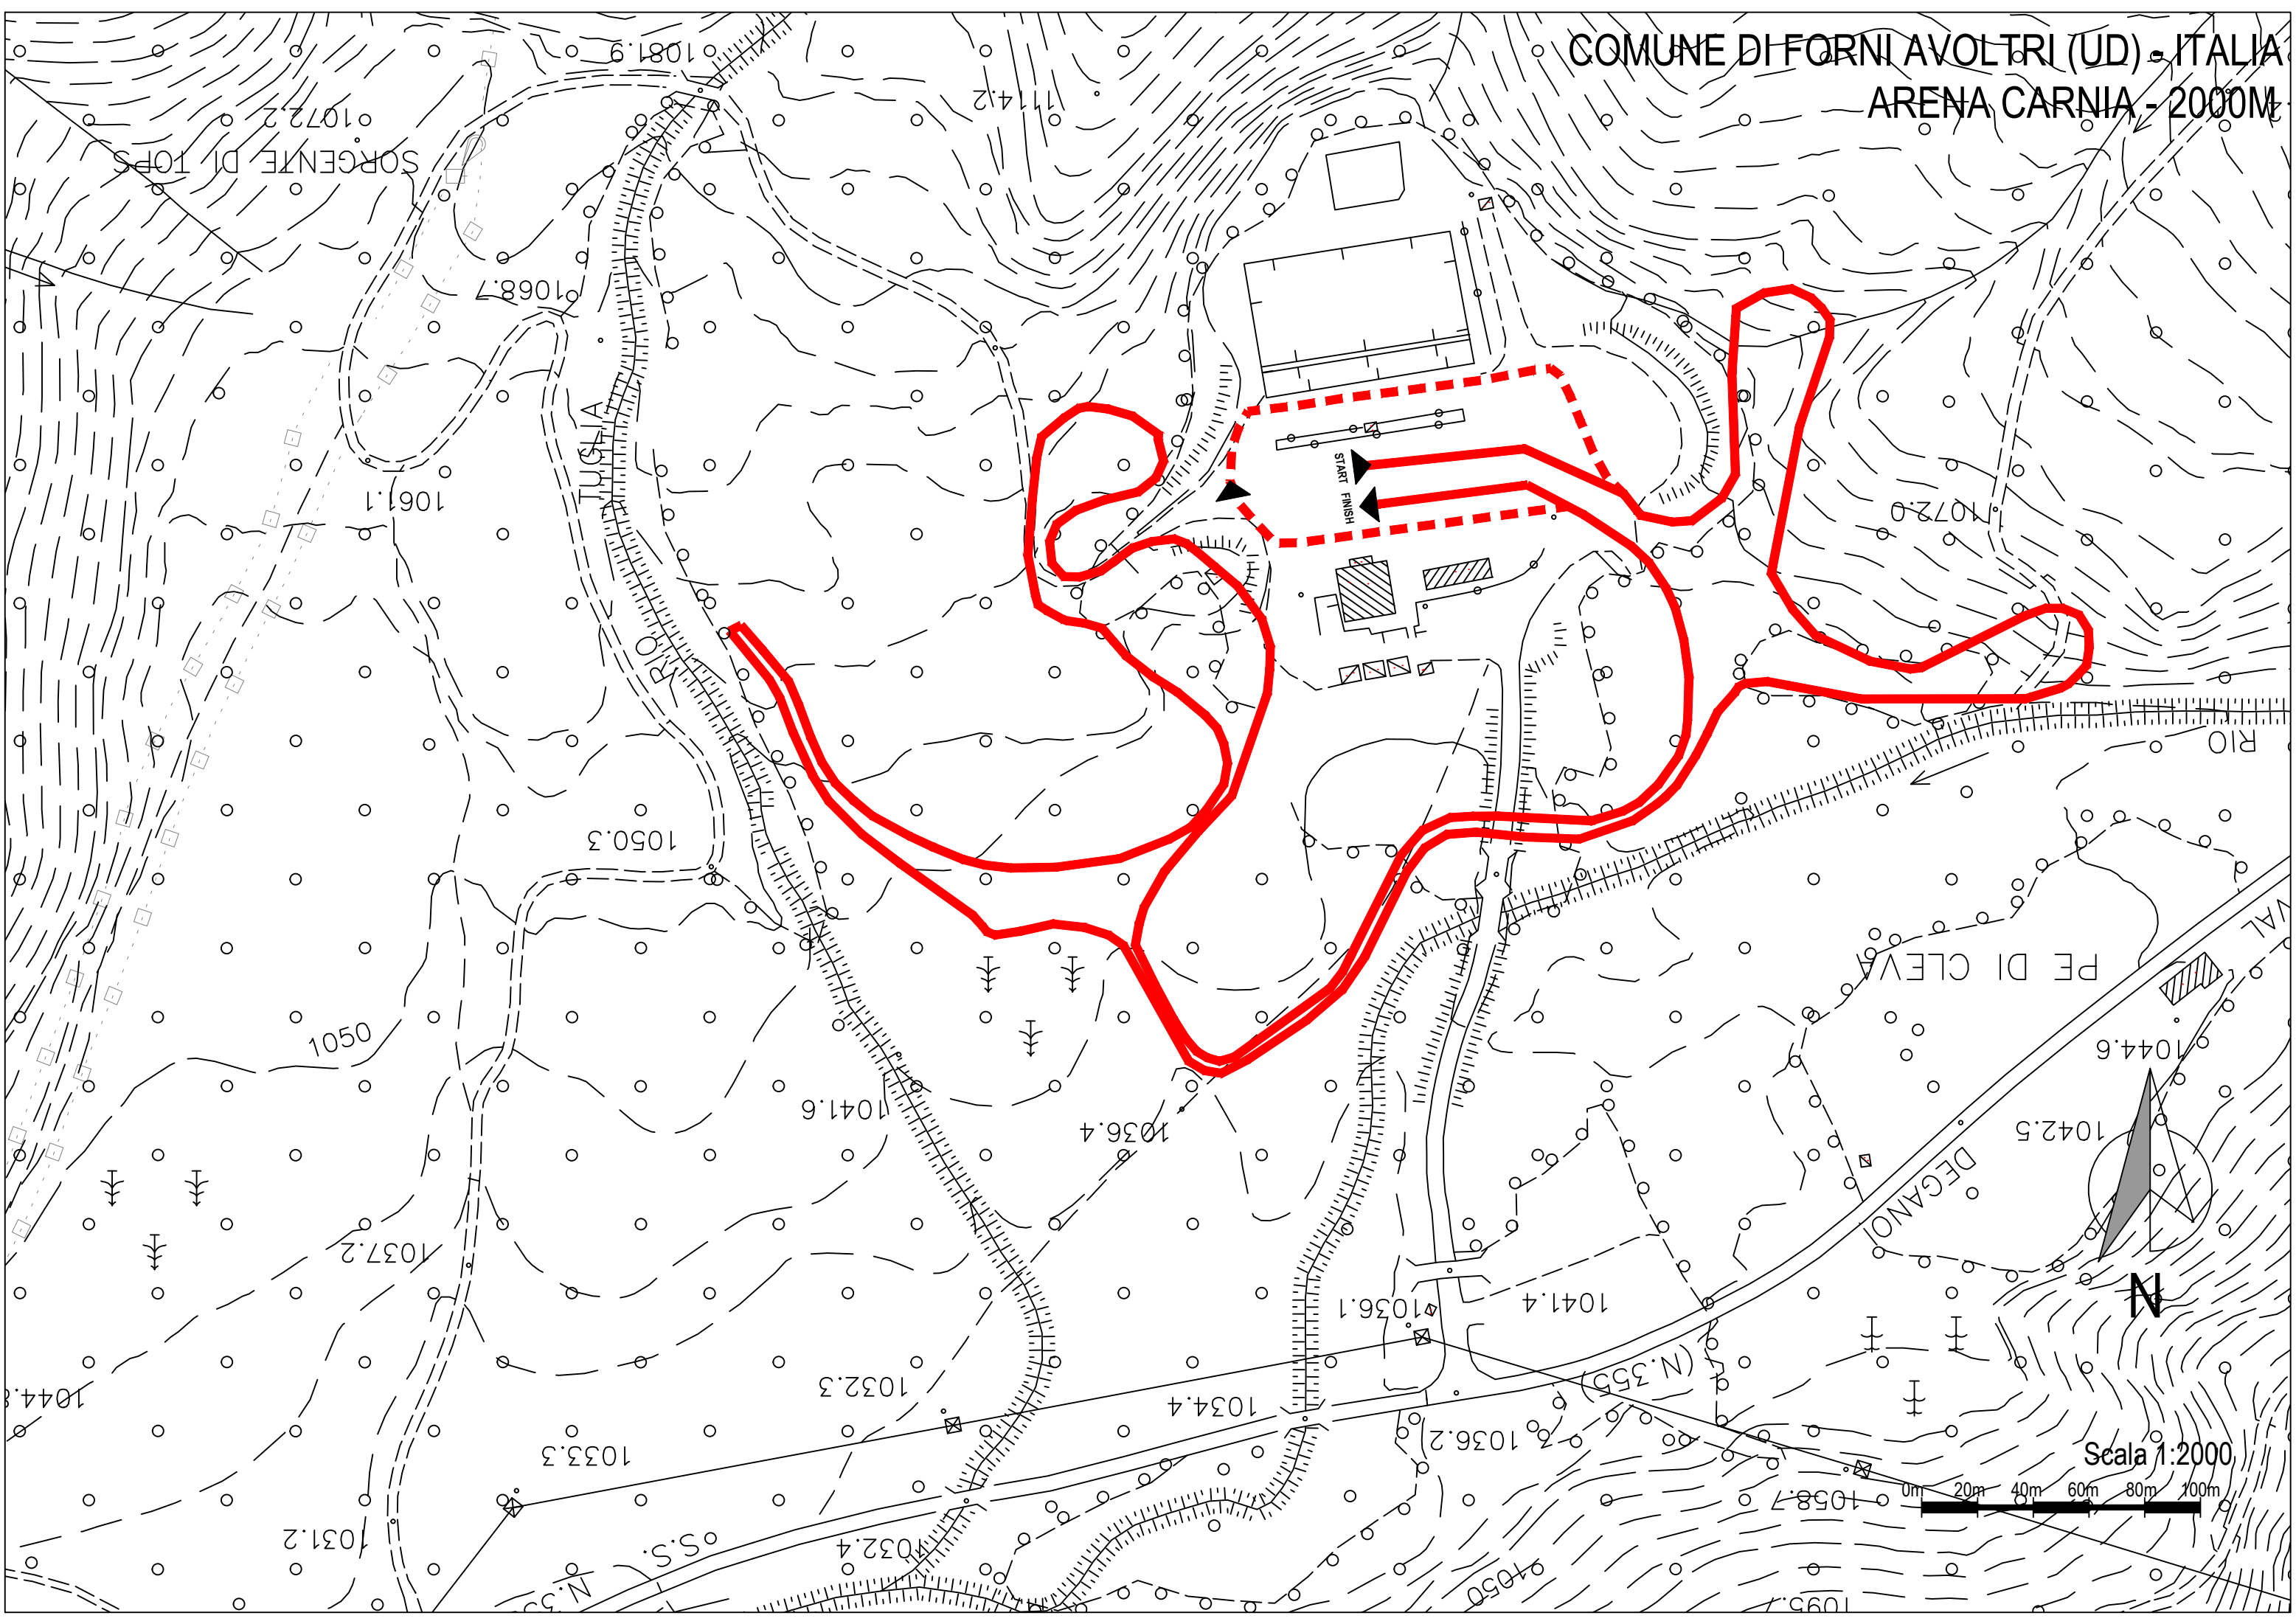 COMUNE DI FORNI AVOLTRI (UD) - ITALIA
ARENA CARNIA - 2000M
1081.9
1114.2
1072.2
SORGENTE DI TOPS
1068.7
TUGLIA
START
FINISH
1061.1
1072.0
RIO
RIO
1050.3
VAL
PE DI CLEVA
1050
1044.6
1041.6
1036.4
1042.5
DEGANO
1037.2
N
1036.1
1041.4
(N.355)
1032.3
1034.4
1036.2
1033.3
Scala 1:2000
0m 20m 40m 60m 80m 100m
1058.7
1031.2
S.S.
1032.4
1050
1095.7